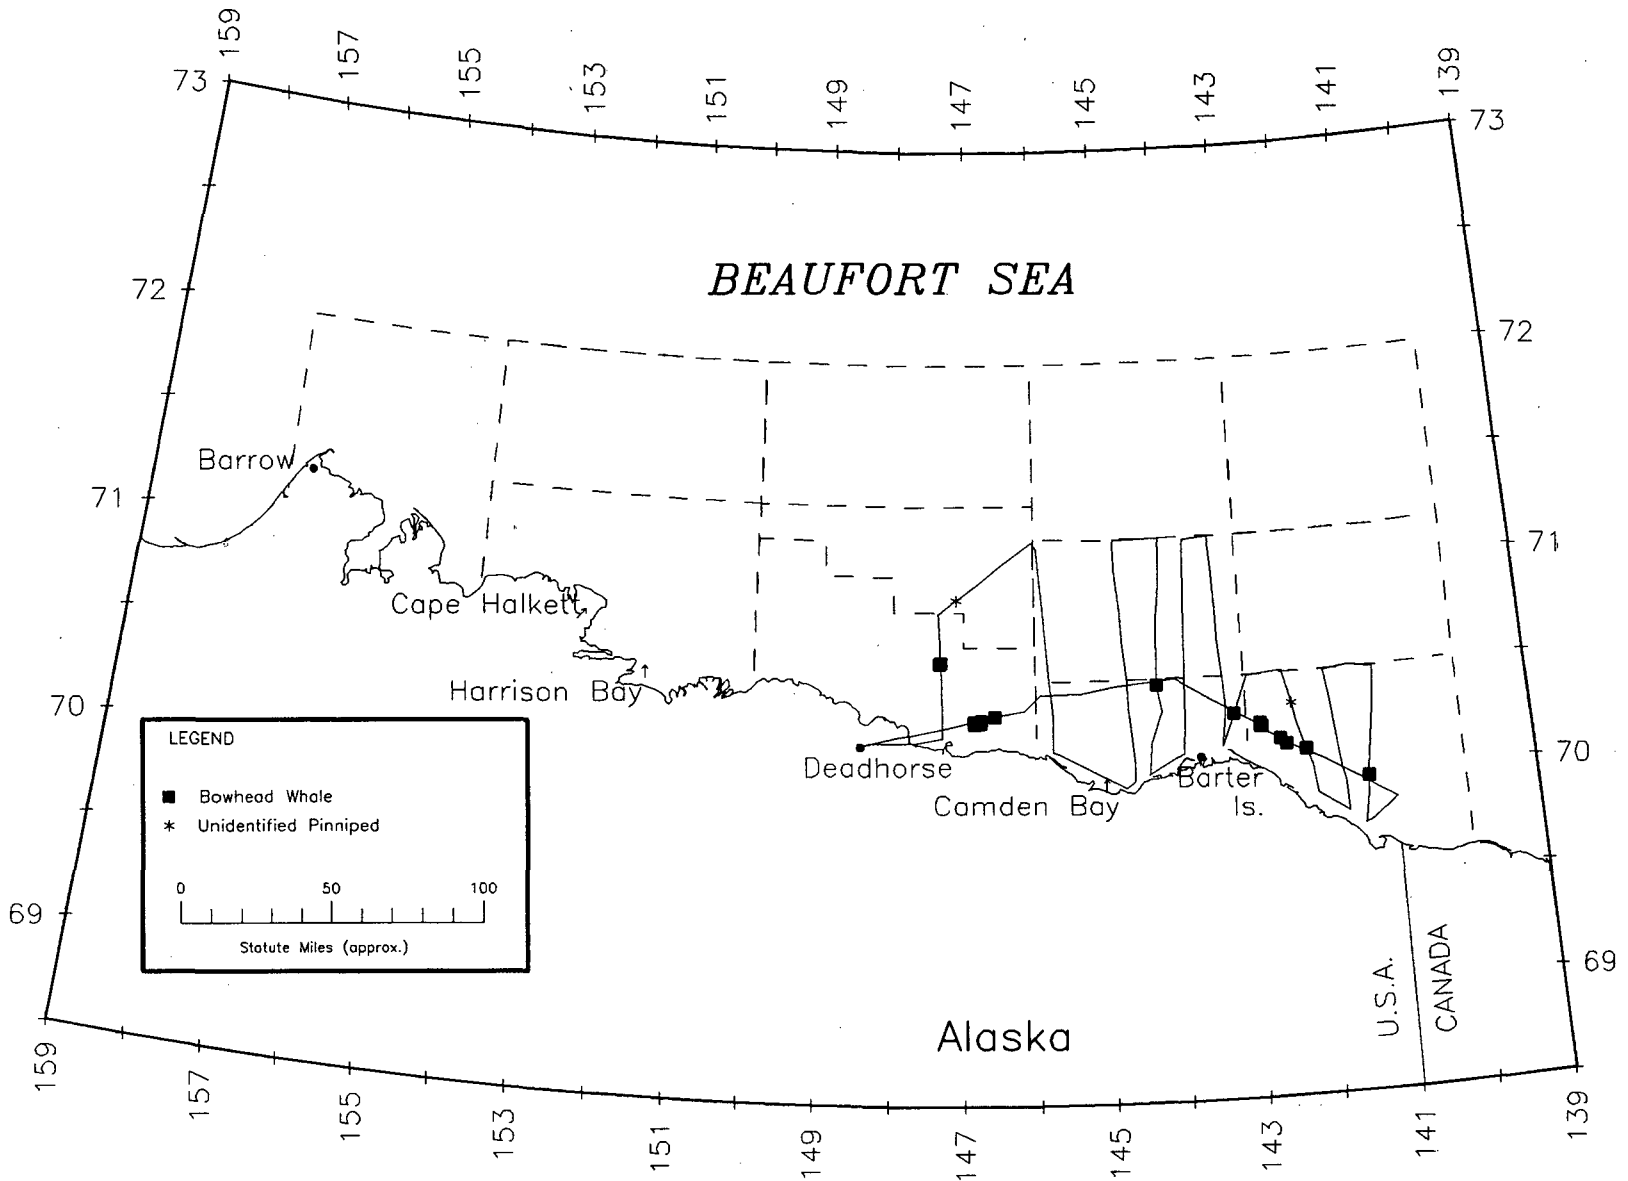 159 157 155 153 151 149 147 145 143 141 139
73 73
BEAUFORT SEA
72 72
Barrow
71 71
Cape Halkett
Harrison Bay
70 70
Deadhorse
Camden Bay
Barter
Is.
LEGEND
Bowhead Whale
Unidentified Pinniped
0 50 100
Statute Miles (approx.)
69 69
U.S.A.
CANADA
Alaska
159 157 155 153 151 149 147 145 143 141 139